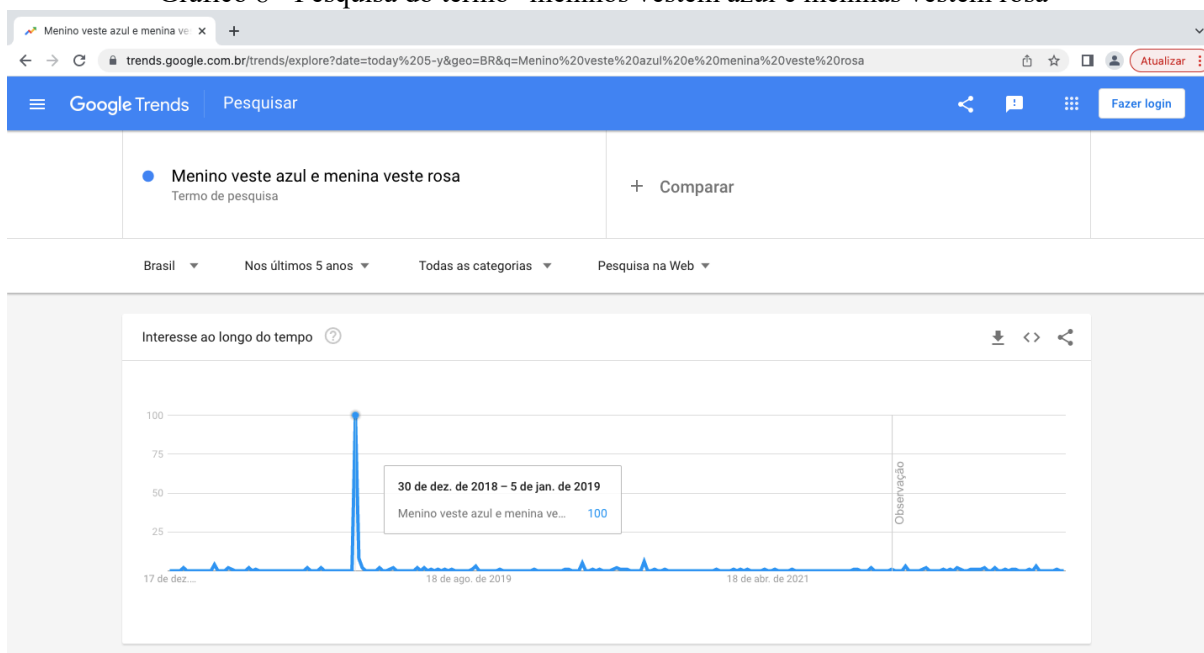 Gráfico 8 - Pesquisa do termo "meninos vestem azul e meninas vestem rosa"
Menino veste azul e menina ve
trends.google.com.br/trends/explore?date=today%205-y&geo=BR&q=Menino%20veste%20azul%20e%20menina%20veste%20rosa
Atualizar
Google Trends Pesquisar
Fazer login
Menino veste azul e menina veste rosa
Termo de pesquisa
+ Comparar
Brasil Nos últimos 5 anos Todas as categorias Pesquisa na Web
Interesse ao longo do tempo
100
75
50
25
30 de dez. de 2018 – 5 de jan. de 2019
Menino veste azul e menina ve... 100
Observação
17 de dez.... 18 de ago. de 2019 18 de abr. de 2021